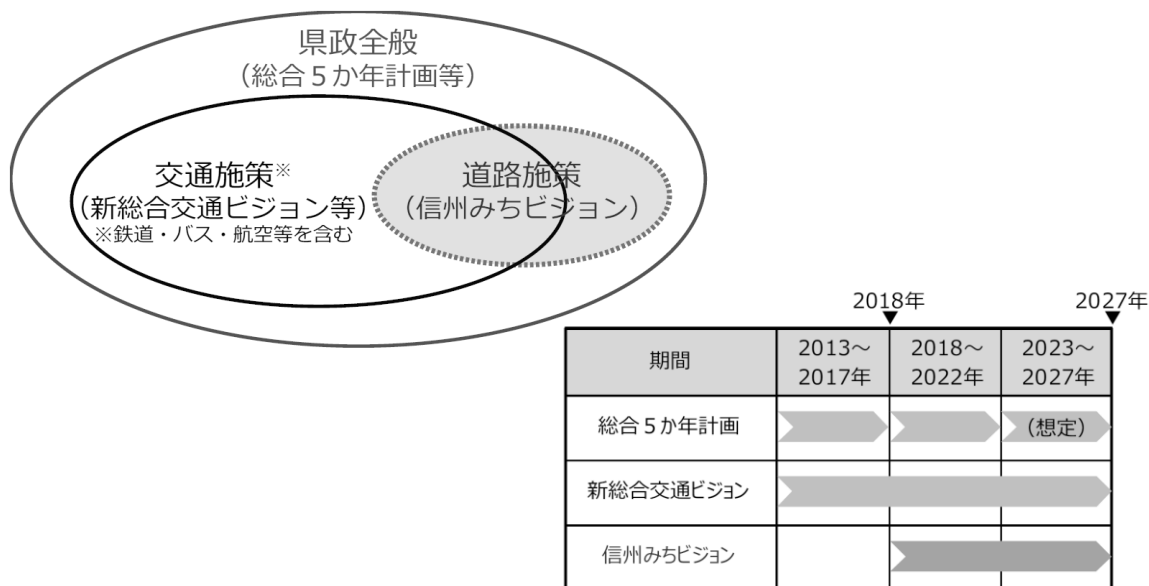 県政全般
(総合5か年計画等)
交通施策※
(新総合交通ビジョン等)
※鉄道・バス・航空等を含む
道路施策
(信州みちビジョン)
2018年
2027年
期間
2013～
2017年
2018～
2022年
2023～
2027年
総合5か年計画
(想定)
新総合交通ビジョン
信州みちビジョン